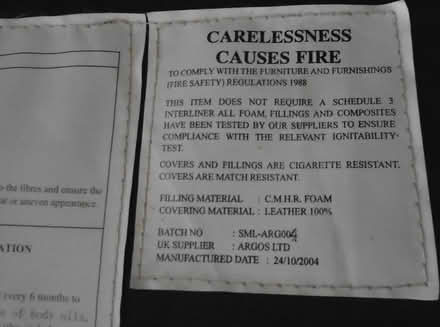 CARELESSNESS
CAUSES FIRE
TO COMPLY WITH THE FURNITURE AND FURNISHINGS
(FIRE SAFETY) REGULATIONS 1988
THIS ITEM DOES NOT REQUIRE A SCHEDULE 3
INTERLINER ALL FOAM, FILLINGS AND COMPOSITES
HAVE BEEN TESTED BY OUR SUPPLIERS TO ENSURE
COMPLIANCE WITH THE RELEVANT IGNITABILITY
TEST.
COVERS AND FILLINGS ARE CIGARETTE RESISTANT.
COVERS ARE MATCH RESISTANT.
FILLING MATERIAL : C.M.H.R. FOAM
COVERING MATERIAL : LEATHER 100%
BATCH NO : SML-ARG004
UK SUPPLIER : ARGOS LTD
MANUFACTURED DATE : 24/10/2004
to the fibres and ensure the
or uneven appearance.
ATION
every 6 months to
of body oils,